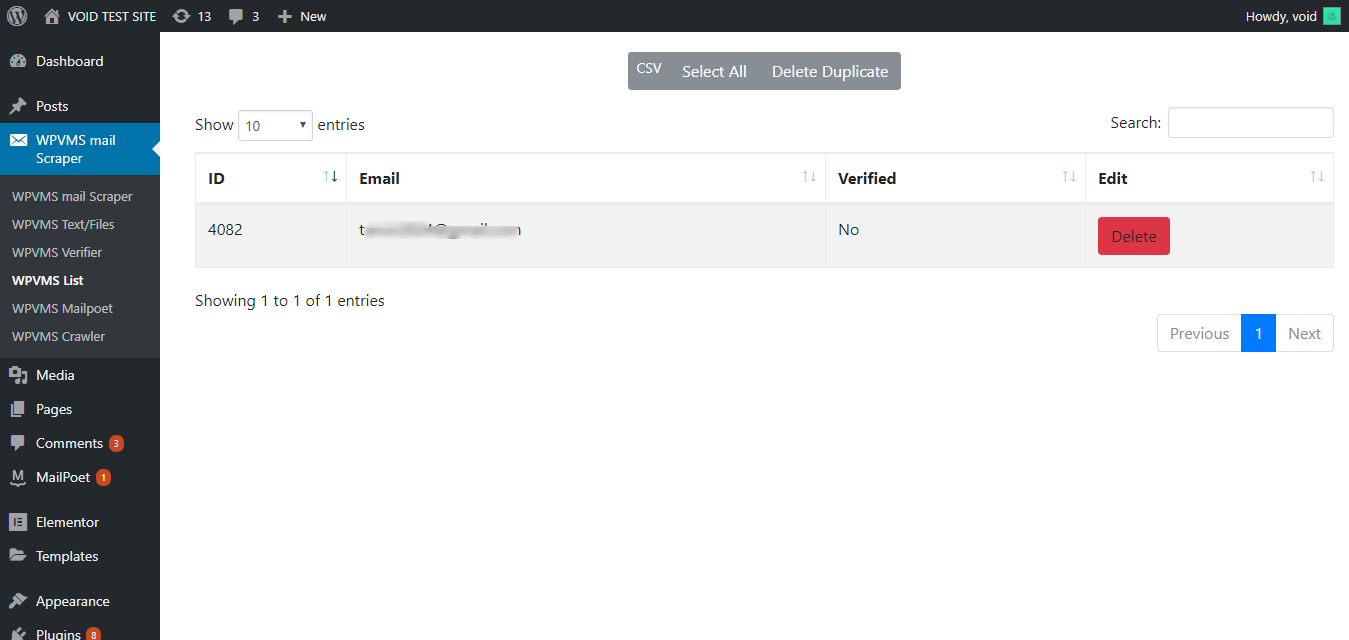 VOID TEST SITE 13 3 New Howdy, void
Dashboard
Posts
WPVMS mail
Scraper
WPVMS mail Scraper
WPVMS Text/Files
WPVMS Verifier
WPVMS List
WPVMS Mailpoet
WPVMS Crawler
Media
Pages
Comments 3
MailPoet 1
Elementor
Templates
Appearance
Plugins 8
CSV Select All Delete Duplicate
Show 10 entries Search:
ID Email Verified Edit
4082 No Delete
Showing 1 to 1 of 1 entries
Previous 1 Next